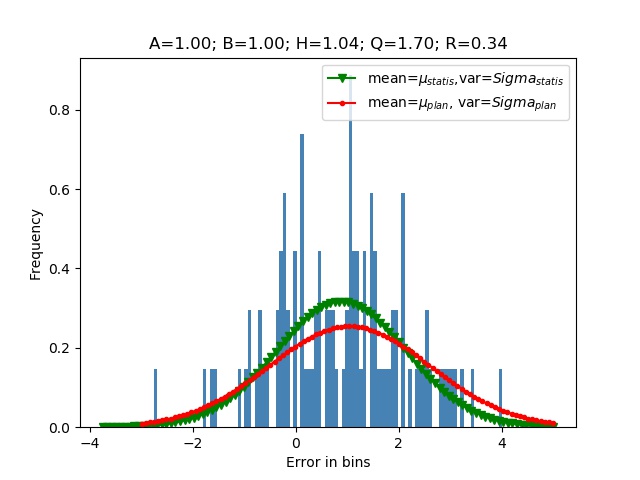 A=1.00; B=1.00; H=1.04; Q=1.70; R=0.34
mean=μstatis,var=Sigmastatis
mean=μplan, var=Sigmaplan
0.8
0.6
0.4
0.2
0.0
Frequency
−4
−2
0
2
4
Error in bins